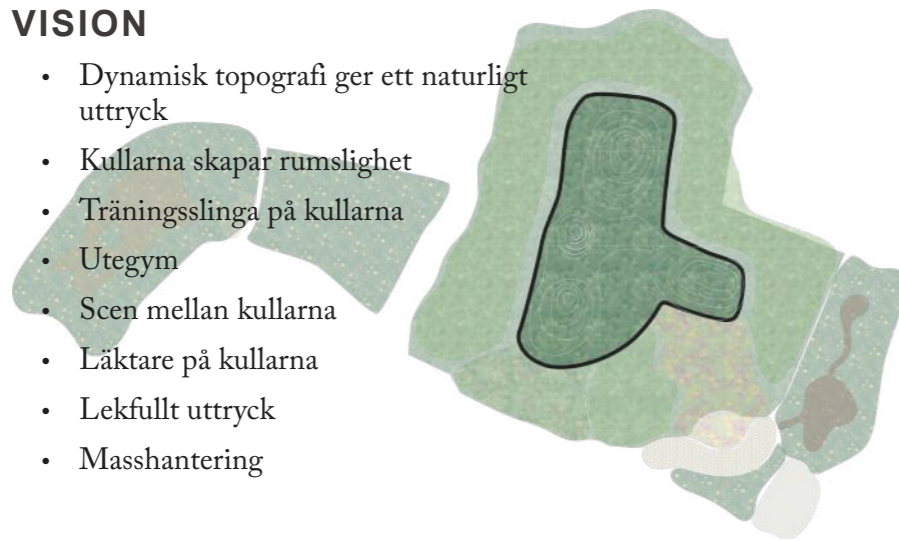 VISION
• Dynamisk topografi ger ett naturligt
uttryck
• Kullarna skapar rumslighet
• Träningsslinga på kullarna
• Utegym
• Scen mellan kullarna
• Läktare på kullarna
• Lekfullt uttryck
• Masshantering